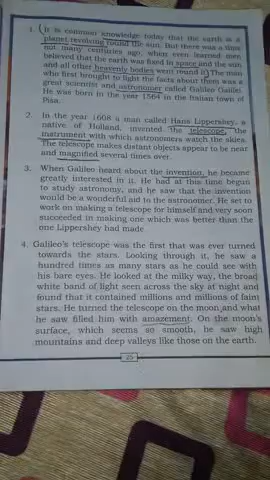 1. It is common knowledge today that the earth is a
planet revolving round the sun. But there was a time
not many centuries ago, when even learned men
believed that the earth was fixed in space and the sun
and all other heavenly bodies went round it. The man
who first brought to light the facts about them was a
great scientist and astronomer called Galileo Galilei.
He was born in the year 1564 in the Italian town of
Pisa.
2. In the year 1608 a man called Hans Lippershey, a
native of Holland, invented the telescope, the
instrument with which astronomers watch the skies.
The telescope makes distant objects appear to be near
and magnified several times over.
3. When Galileo heard about the invention, he became
greatly interested in it. He had at this time begun
to study astronomy, and he saw that the invention
would be a wonderful aid to the astronomer. He set to
work on making a telescope for himself and very soon
succeeded in making one which was better than the
one Lippershey had made.
4. Galileo's telescope was the first that was ever turned
towards the stars. Looking through it, he saw a
hundred times as many stars as he could see with
his bare eyes. He looked at the milky way, the broad
white band of light seen across the sky at night and
found that it contained millions and millions of faint
stars. He turned the telescope on the moon and what
he saw filled him with amazement. On the moon's
surface, which seems so smooth, he saw high
mountains and deep valleys like those on the earth.
25